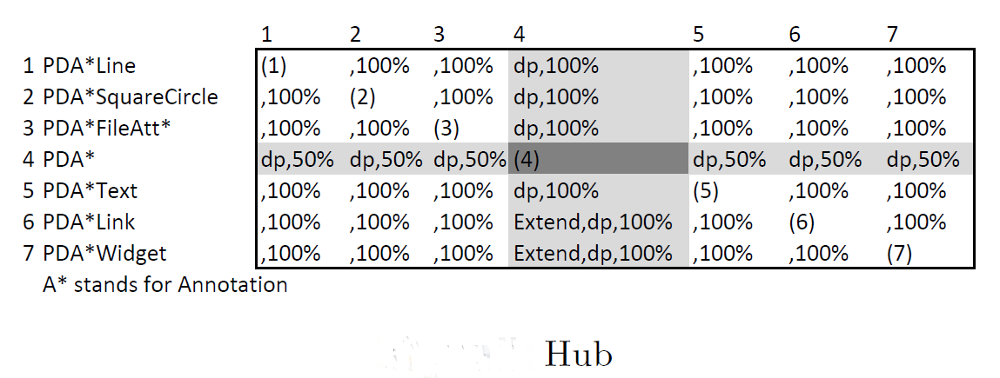 1 2 3 4 5 6 7
1 PDA*Line (1) ,100% ,100% dp,100% ,100% ,100% ,100%
2 PDA*SquareCircle ,100% (2) ,100% dp,100% ,100% ,100% ,100%
3 PDA*FileAtt* ,100% ,100% (3) dp,100% ,100% ,100% ,100%
4 PDA* dp,50% dp,50% dp,50% (4) dp,50% dp,50% dp,50%
5 PDA*Text ,100% ,100% ,100% dp,100% (5) ,100% ,100%
6 PDA*Link ,100% ,100% ,100% Extend,dp,100% ,100% (6) ,100%
7 PDA*Widget ,100% ,100% ,100% Extend,dp,100% ,100% ,100% (7)
A* stands for Annotation
Hub